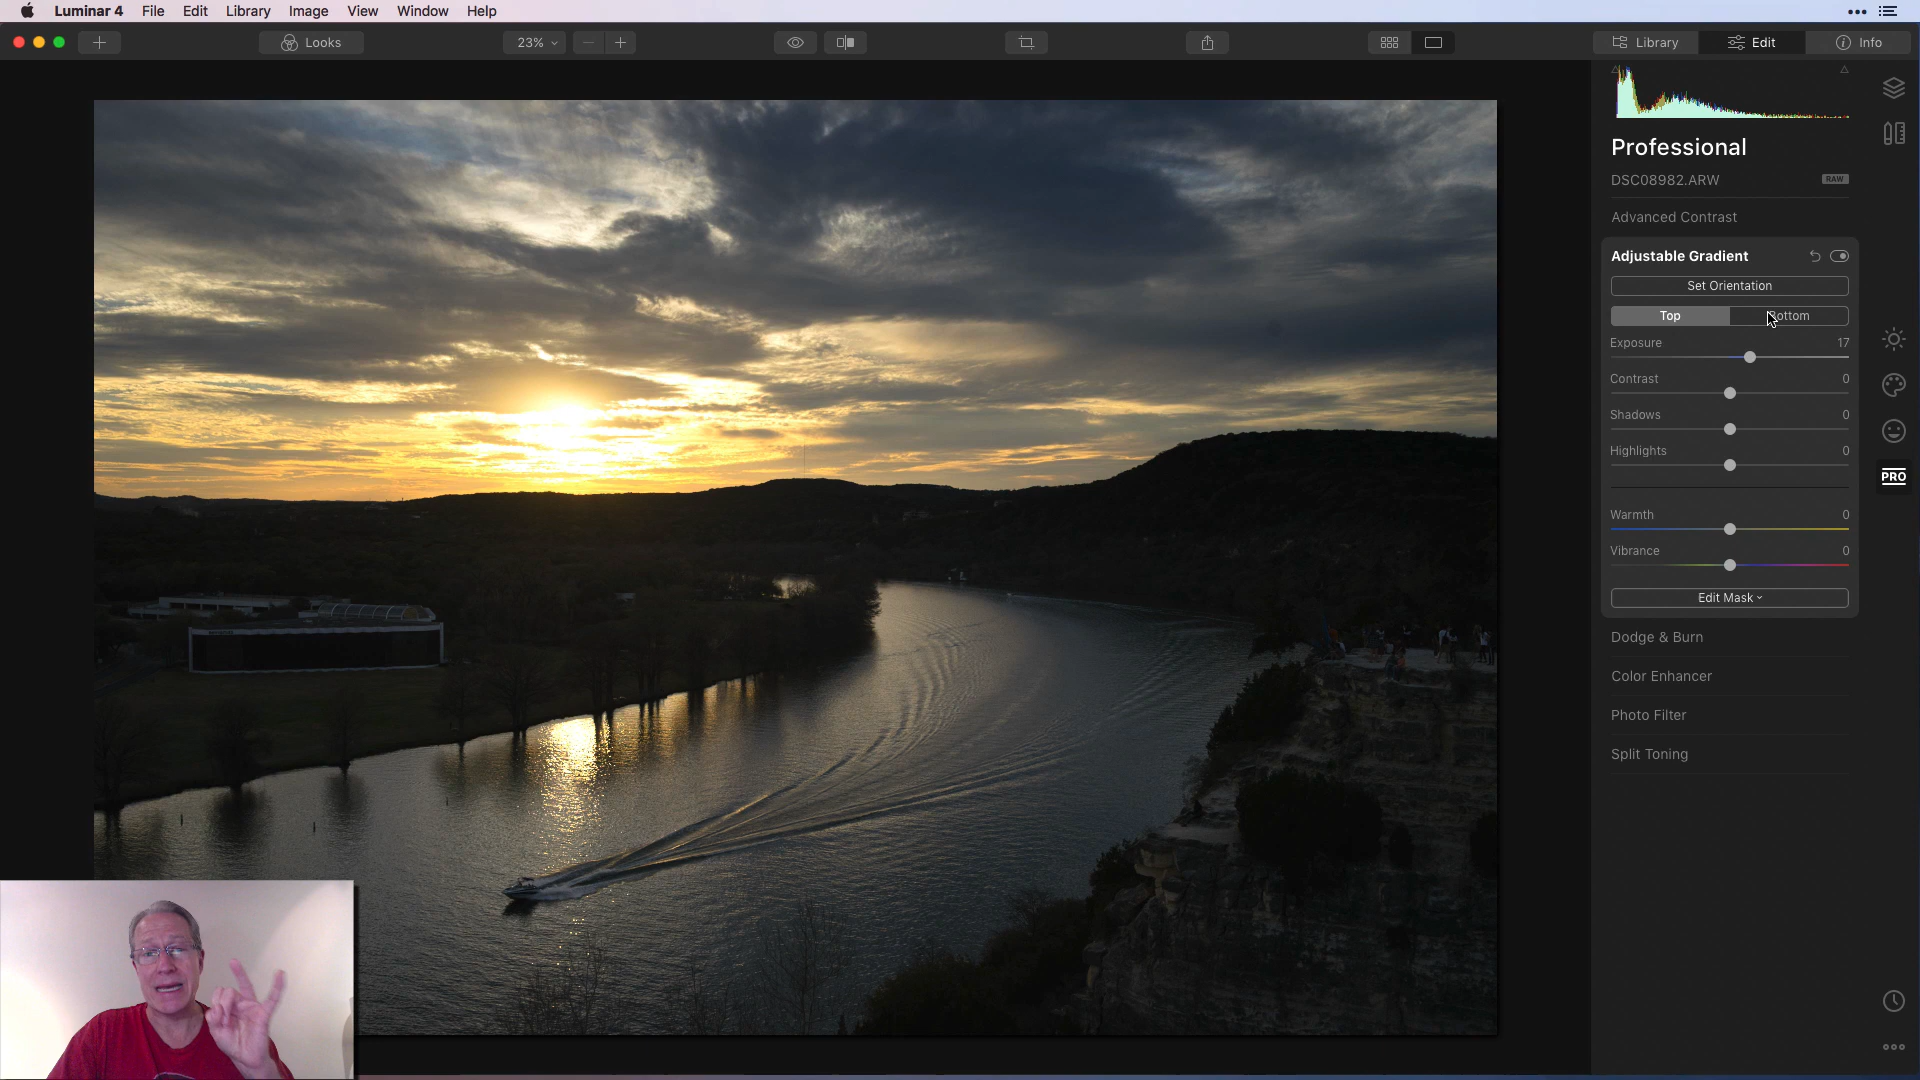 Luminar 4 File Edit Library Image View Window Help
Looks 23% Library Edit Info
Professional
DSC08982.ARW RAW
Advanced Contrast
Adjustable Gradient
Set Orientation
Top Bottom
Exposure 17
Contrast 0
Shadows 0
Highlights 0
PRO
Warmth 0
Vibrance 0
Edit Mask
Dodge & Burn
Color Enhancer
Photo Filter
Split Toning